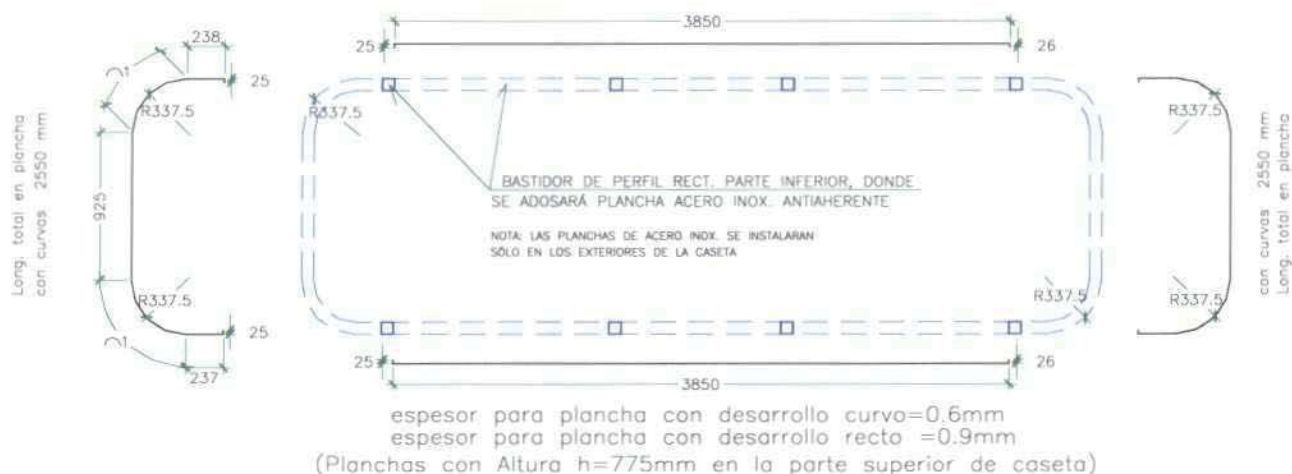 3850
238
25
25
26
R337.5
R337.5
R337.5
925
Long. total en plancha
con curvas 2550 mm
BASTIDOR DE PERFIL RECT. PARTE INFERIOR, DONDE
SE ADOSARÁ PLANCHA ACERO INOX. ANTIAHERENTE
NOTA: LAS PLANCHAS DE ACERO INOX. SE INSTALARAN
SÓLO EN LOS EXTERIORES DE LA CASETA
con curvas 2550 mm
Long. total en plancha
R337.5
R337.5
R337.5
25
25
26
237
3850
espesor para plancha con desarrollo curvo=0.6mm
espesor para plancha con desarrollo recto =0.9mm
(Planchas con Altura h=775mm en la parte superior de caseta)